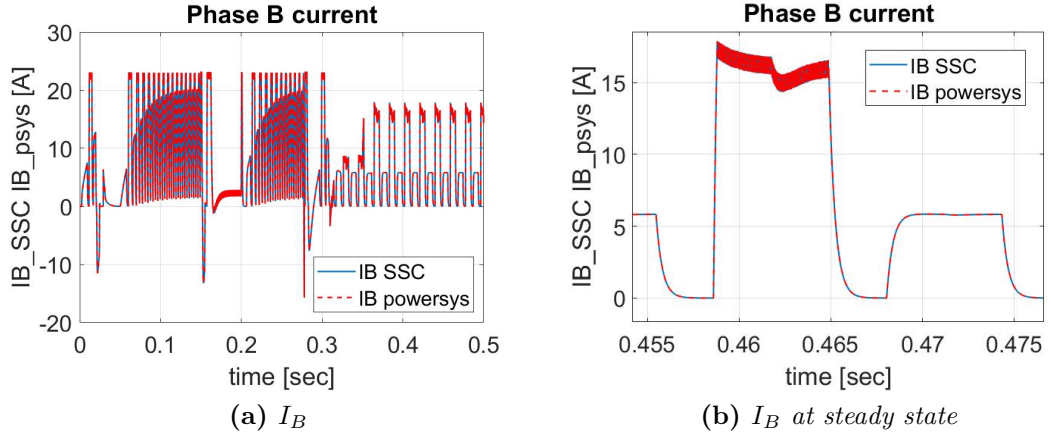 Phase B current
IB_SSC IB_psys [A]
30
20
10
0
-10
-20
IB SSC
IB powersys
0 0.1 0.2 0.3 0.4 0.5
time [sec]
(a) I_B
Phase B current
IB_SSC IB_psys [A]
15
10
5
0
IB SSC
IB powersys
0.455 0.46 0.465 0.47 0.475
time [sec]
(b) I_B at steady state